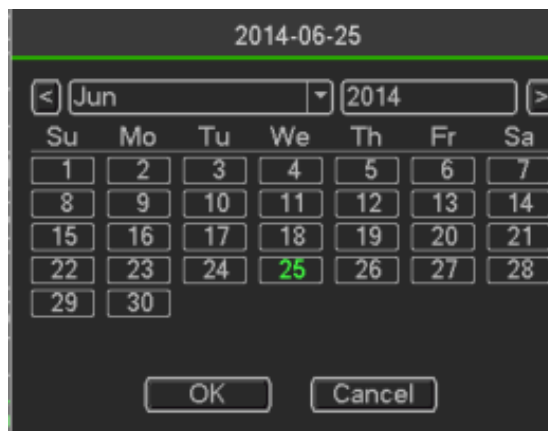 2014-06-25
< Jun 2014 >
Su Mo Tu We Th Fr Sa
1 2 3 4 5 6 7
8 9 10 11 12 13 14
15 16 17 18 19 20 21
22 23 24 25 26 27 28
29 30
OK Cancel